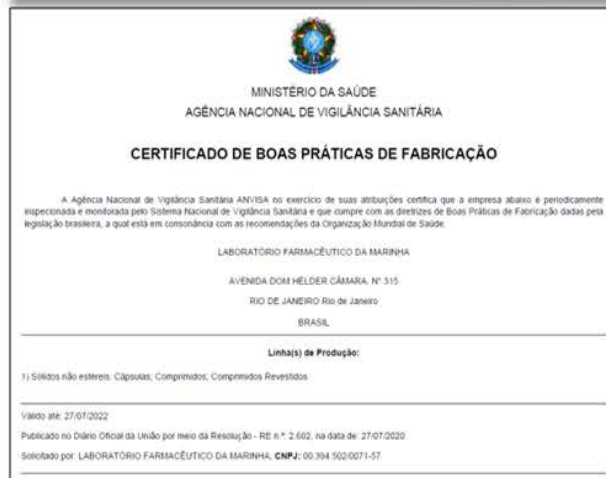 MINISTÉRIO DA SAÚDE
AGÊNCIA NACIONAL DE VIGILÂNCIA SANITÁRIA
CERTIFICADO DE BOAS PRÁTICAS DE FABRICAÇÃO
A Agência Nacional de Vigilância Sanitária ANVISA no exercício de suas atribuições certifica que a empresa abaixo é periodicamente
inspecionada e monitorada pelo Sistema Nacional de Vigilância Sanitária e que cumpre com as diretrizes de Boas Práticas de Fabricação dadas pela
legislação brasileira, a qual está em consonância com as recomendações da Organização Mundial de Saúde.
LABORATÓRIO FARMACÊUTICO DA MARINHA
AVENIDA DOM HÉLDER CÂMARA. N° 315
RIO DE JANEIRO Rio de Janeiro
BRASIL
Linha(s) de Produção:
1) Sólidos não estéreis: Cápsulas; Comprimidos; Comprimidos Revestidos
Válido até: 27/07/2022
Publicado no Diário Oficial da União por meio da Resolução - RE n.º: 2.602, na data de: 27/07/2020
Solicitado por: LABORATÓRIO FARMACÊUTICO DA MARINHA, CNPJ: 00.394.502/0071-57